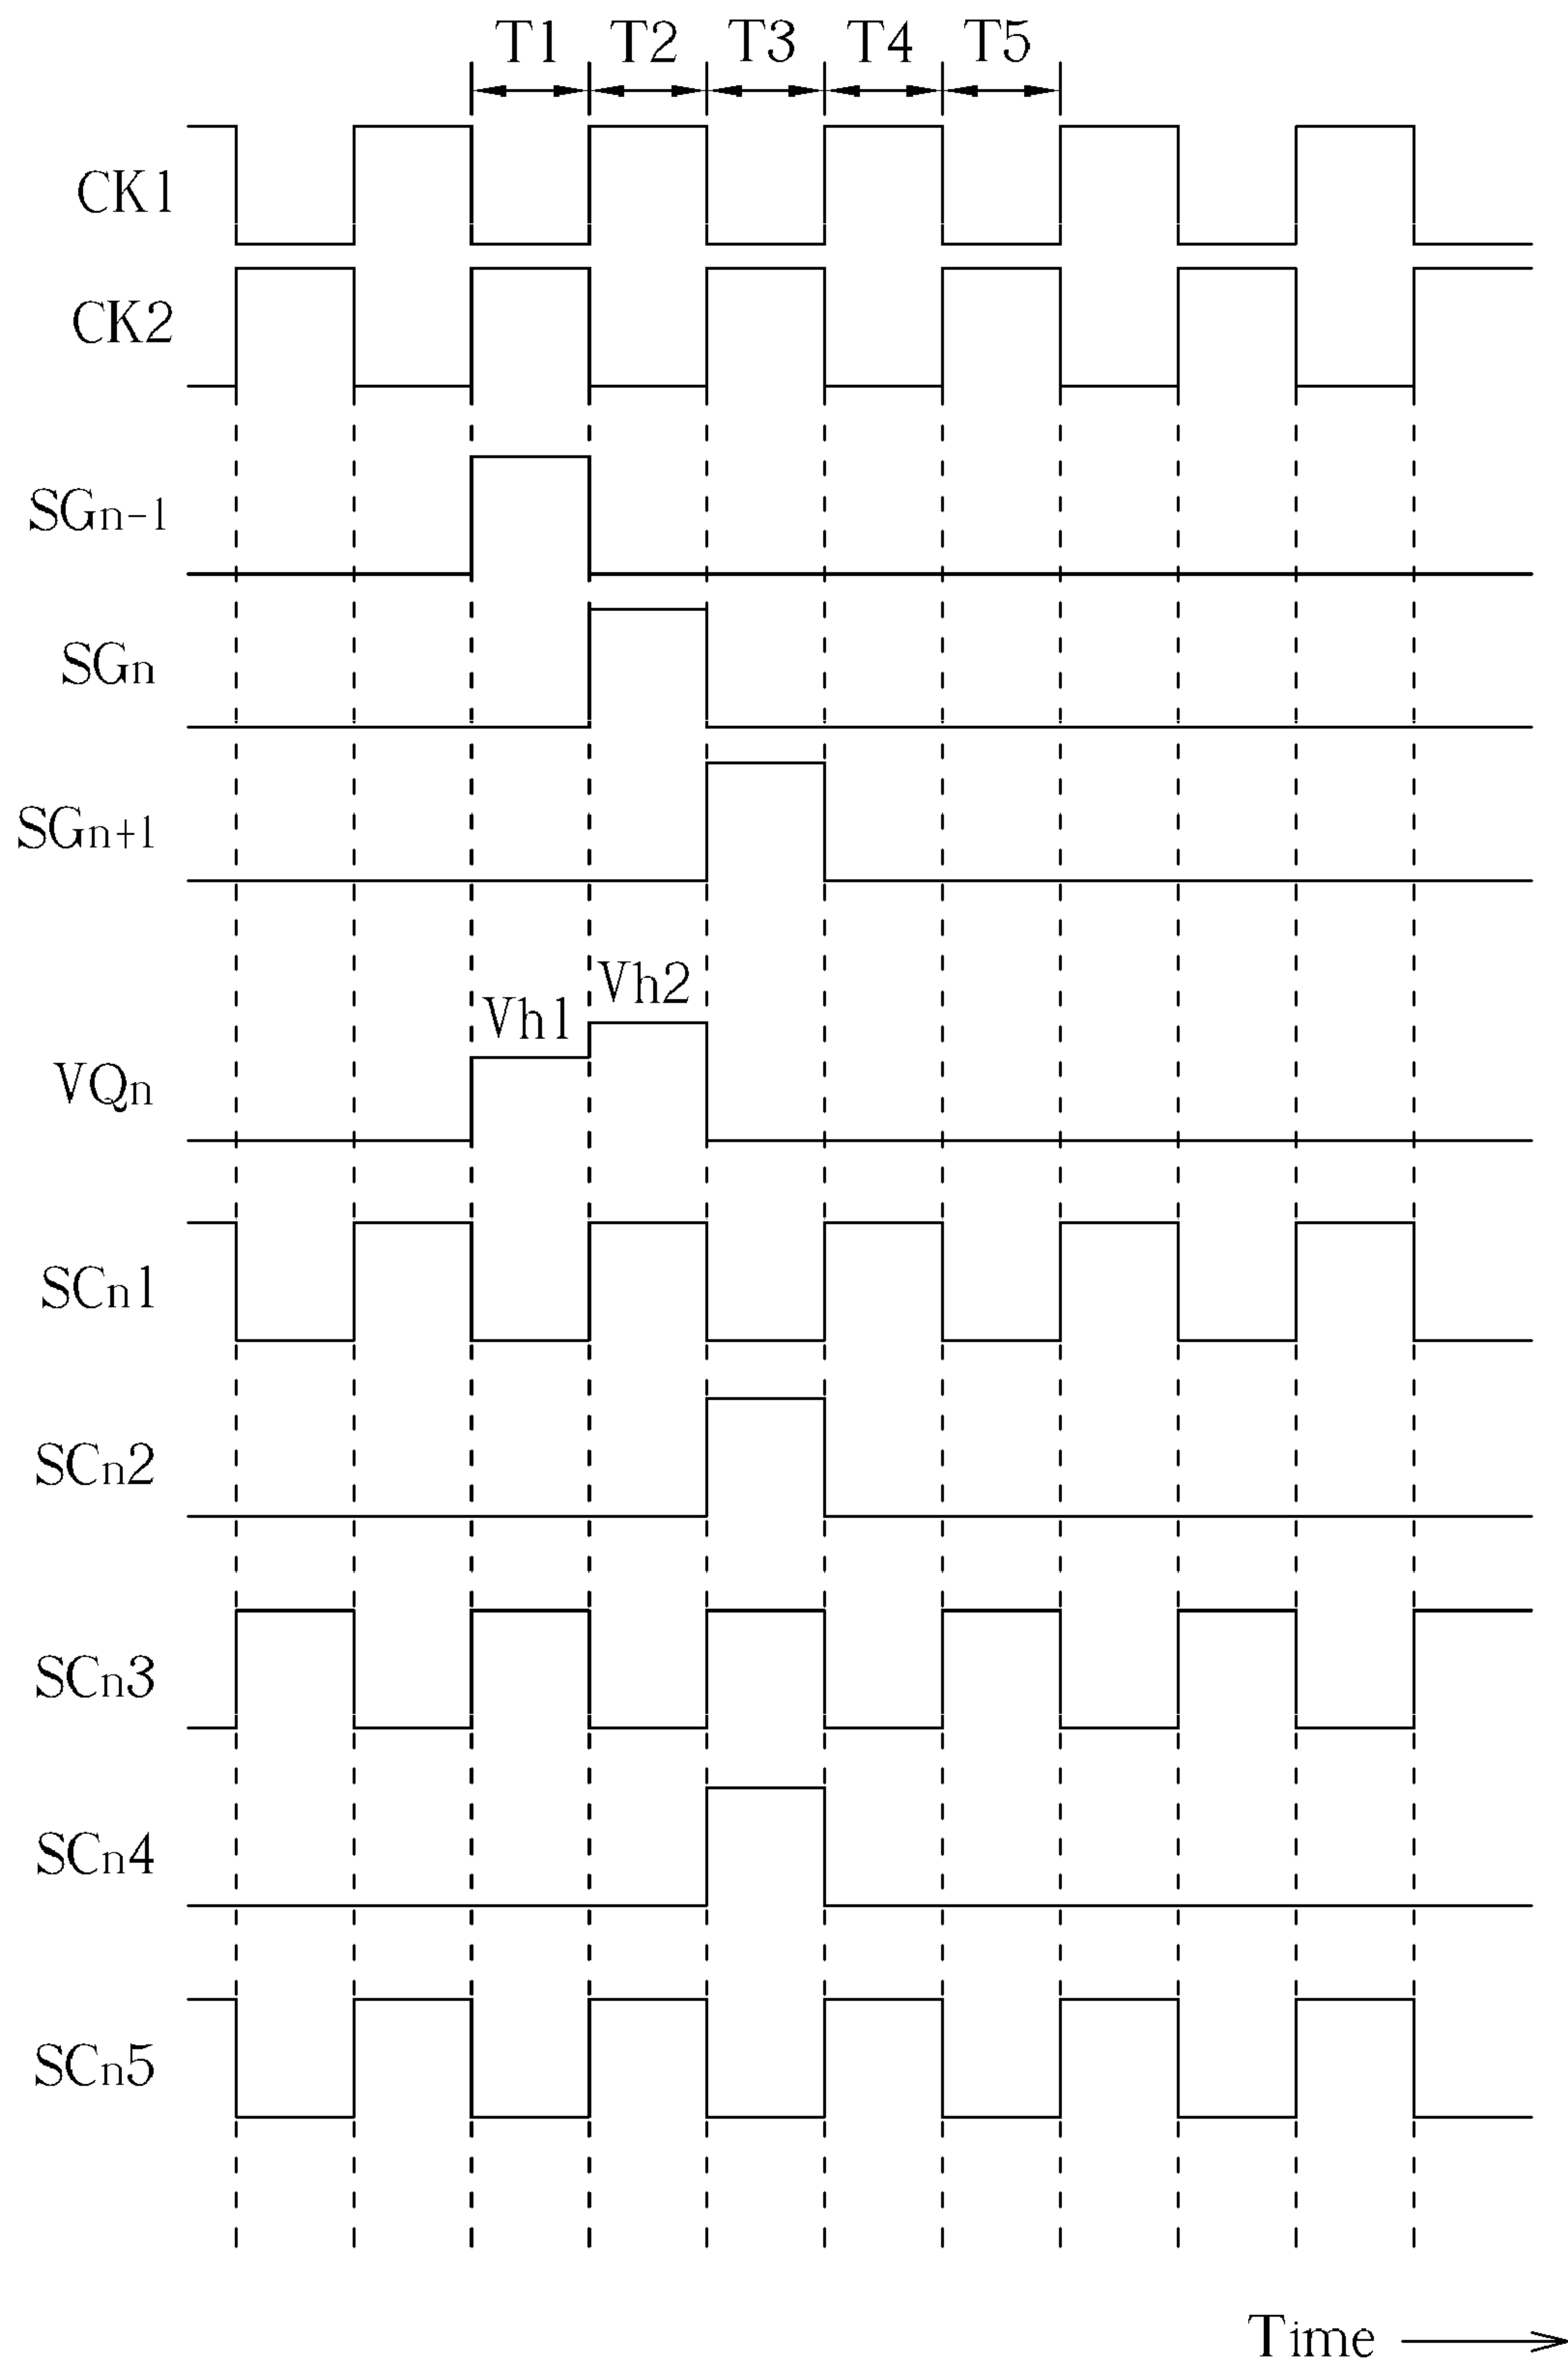 T1 T2 T3 T4 T5
CK1
CK2
SGn-1
SGn
SGn+1
Vh1 Vh2
VQn
SCn1
SCn2
SCn3
SCn4
SCn5
Time